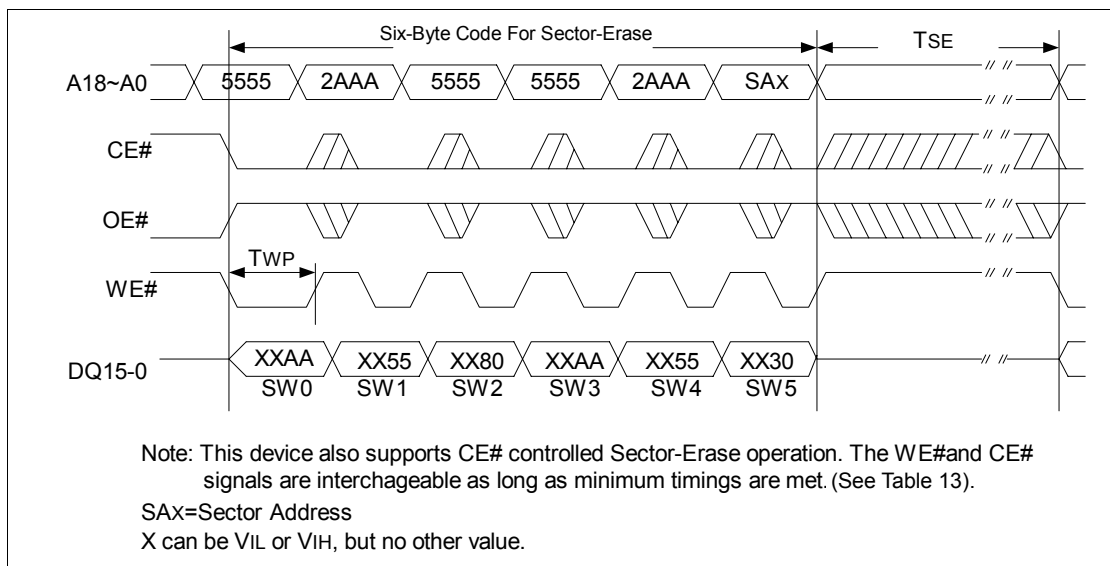 Six-Byte Code For Sector-Erase
TSE
A18~A0 5555 2AAA 5555 5555 2AAA SAX
CE#
OE#
TWP
WE#
DQ15-0 XXAA XX55 XX80 XXAA XX55 XX30
SW0 SW1 SW2 SW3 SW4 SW5
Note: This device also supports CE# controlled Sector-Erase operation. The WE#and CE#
signals are interchageable as long as minimum timings are met. (See Table 13).
SAX=Sector Address
X can be VIL or VIH, but no other value.